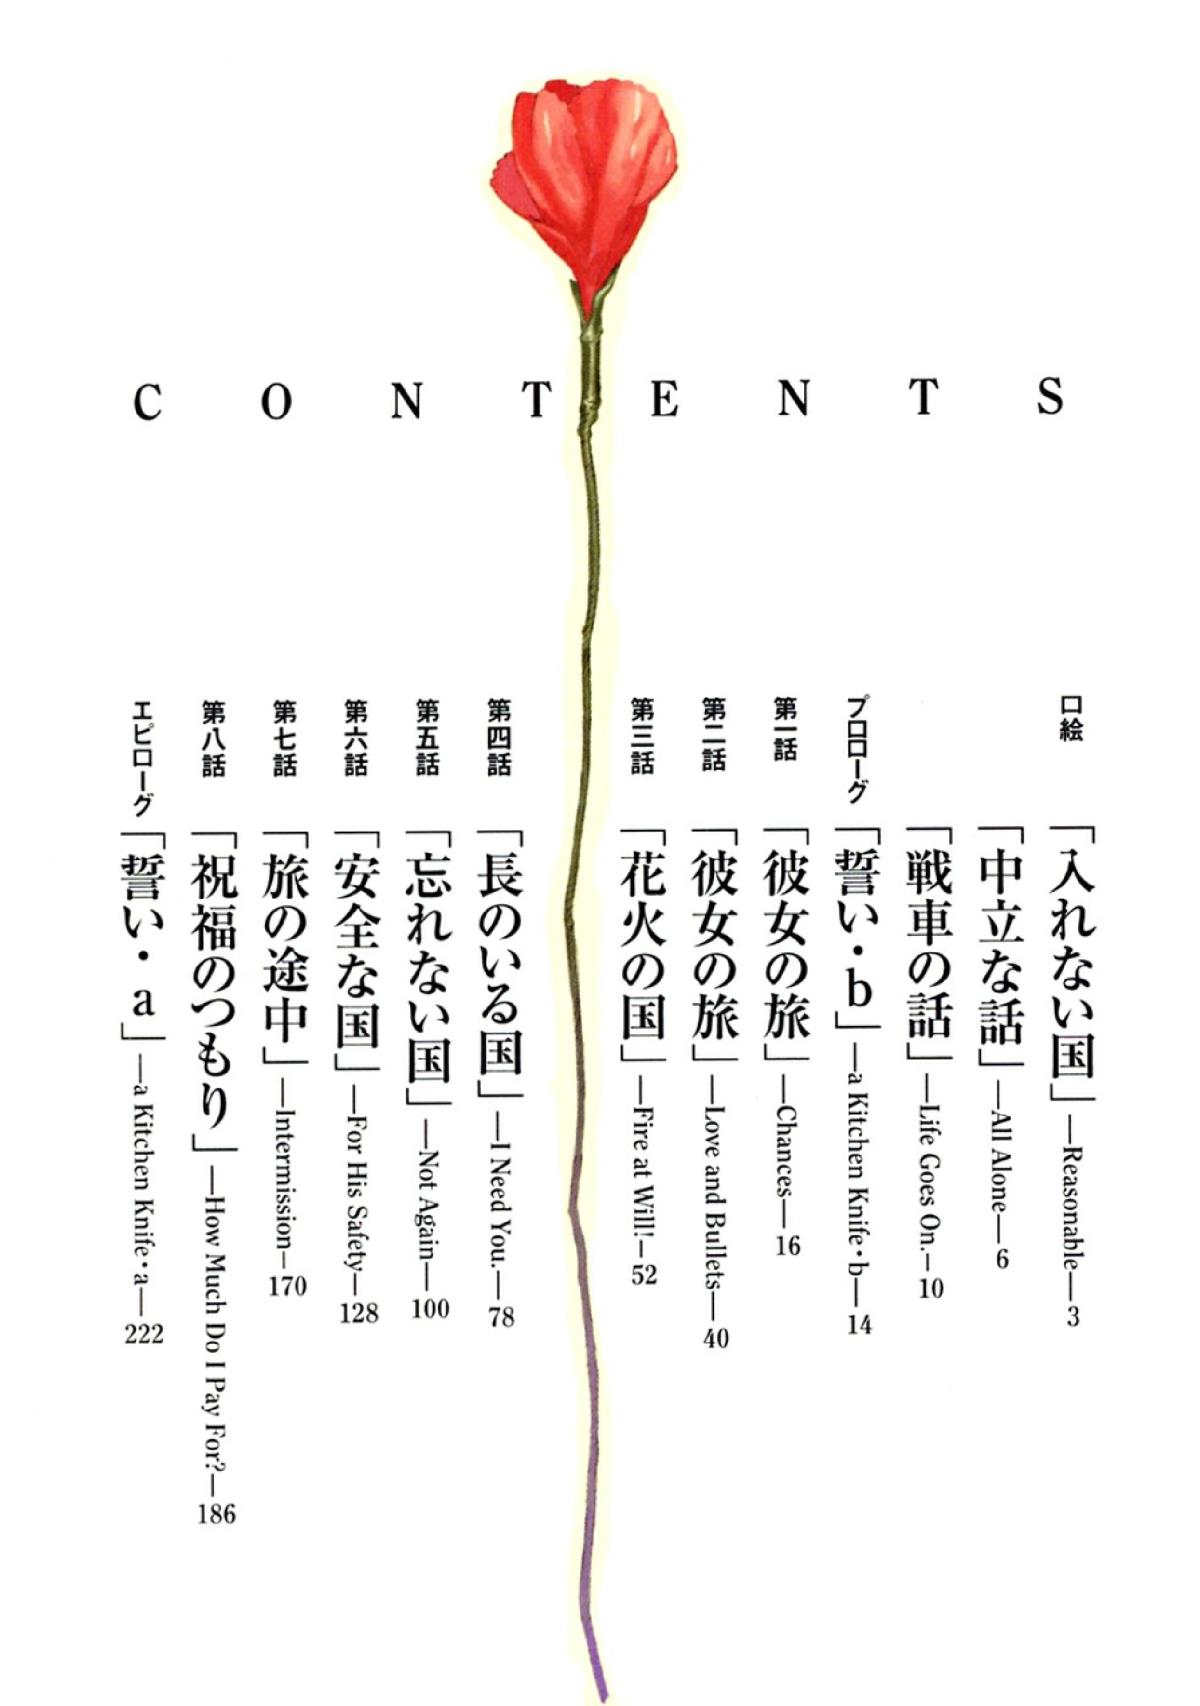 CONTENTS
口絵 「入れない国」—Reasonable—3
「中立な話」—All Alone—6
「戦車の話」—Life Goes On.—10
プロローグ 「誓い・b」—a Kitchen Knife・b—14
第一話 「彼女の旅」—Chances—16
第二話 「彼女の旅」—Love and Bullets—40
第三話 「花火の国」—Fire at Will!—52
第四話 「長のいる国」—I Need You.—78
第五話 「忘れない国」—Not Again—100
第六話 「安全な国」—For His Safety—128
第七話 「旅の途中」—Intermission—170
第八話 「祝福のつもり」—How Much Do I Pay For?—186
エピローグ 「誓い・a」—a Kitchen Knife・a—222